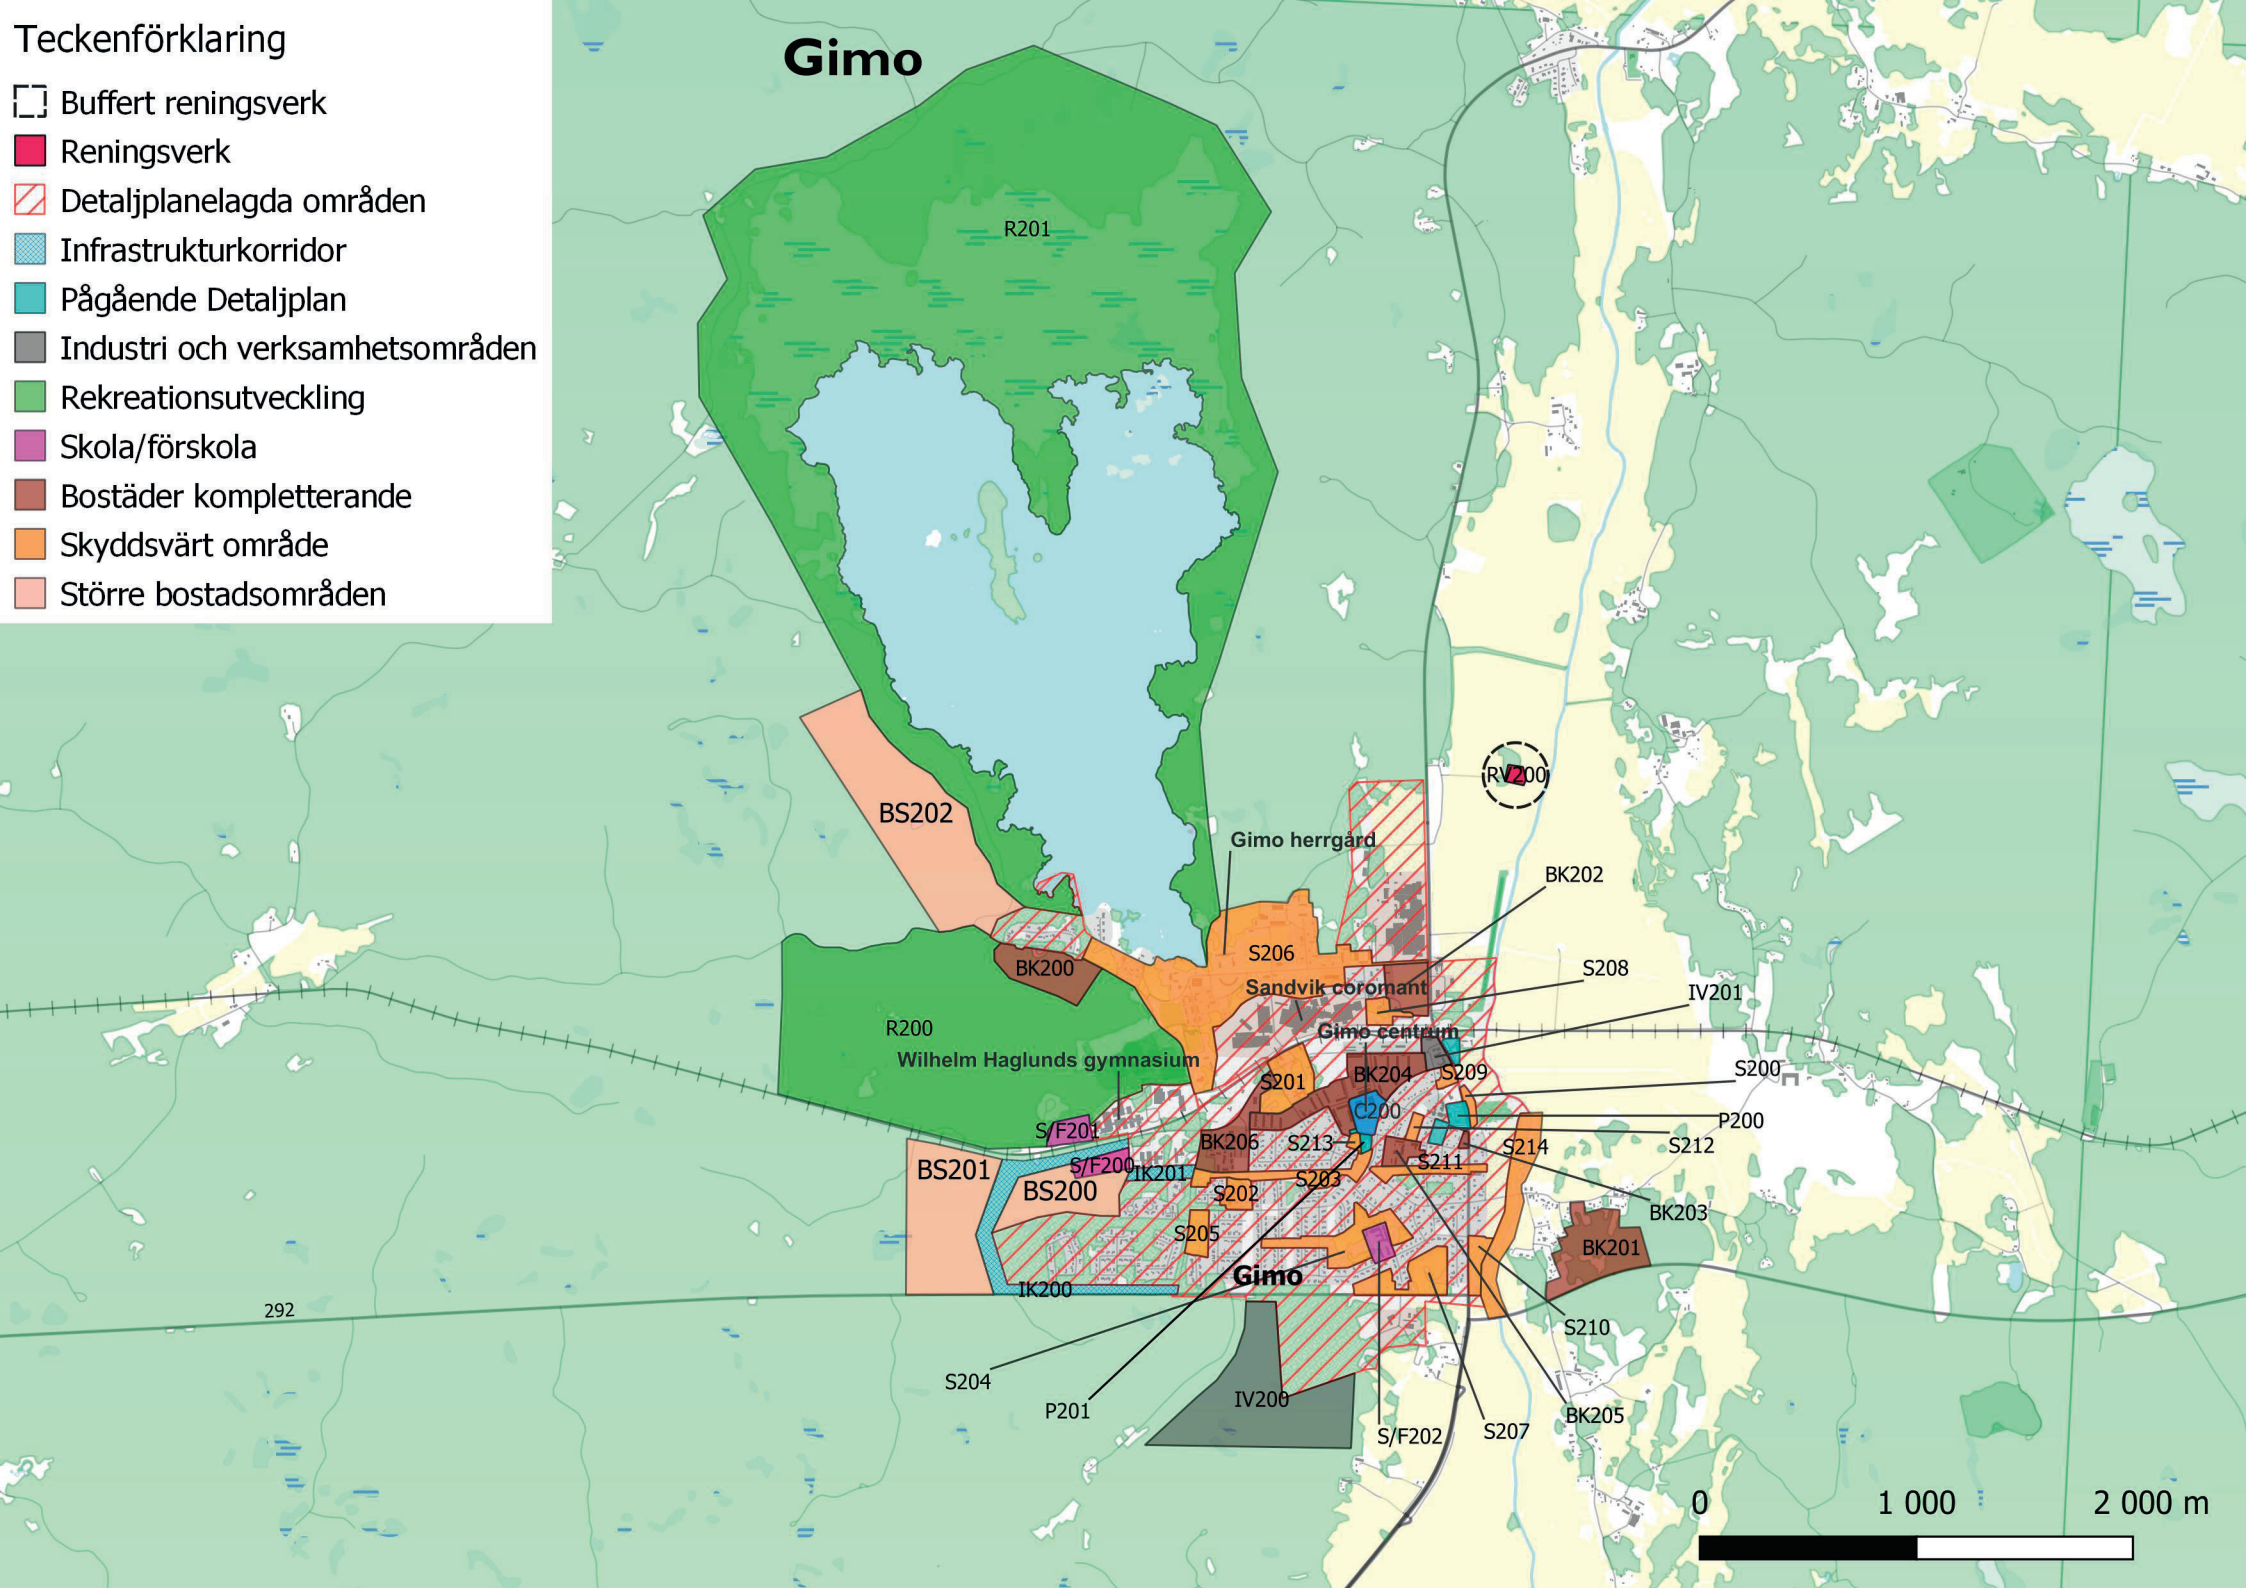 Teckenförklaring
Buffert reningsverk
Reningsverk
Detaljplanelagda områden
Infrastrukturkorridor
Pågående Detaljplan
Industri och verksamhetsområden
Rekreationsutveckling
Skola/förskola
Bostäder kompletterande
Skyddsvärt område
Större bostadsområden
Gimo
R201
RV200
BS202
Gimo herrgård
BK202
S206
BK200
S208
Sandvik coromant
IV201
R200
Gimo centrum
Wilhelm Haglunds gymnasium
S200
BK204
S209
S201
C200
P200
S/F201
BK206
S213
S212
S214
S211
S/F200
BS201
IK201
S203
BS200
S202
BK203
S205
BK201
Gimo
IK200
292
S210
S204
IV200
P201
BK205
S207
S/F202
0 1 000 2 000 m